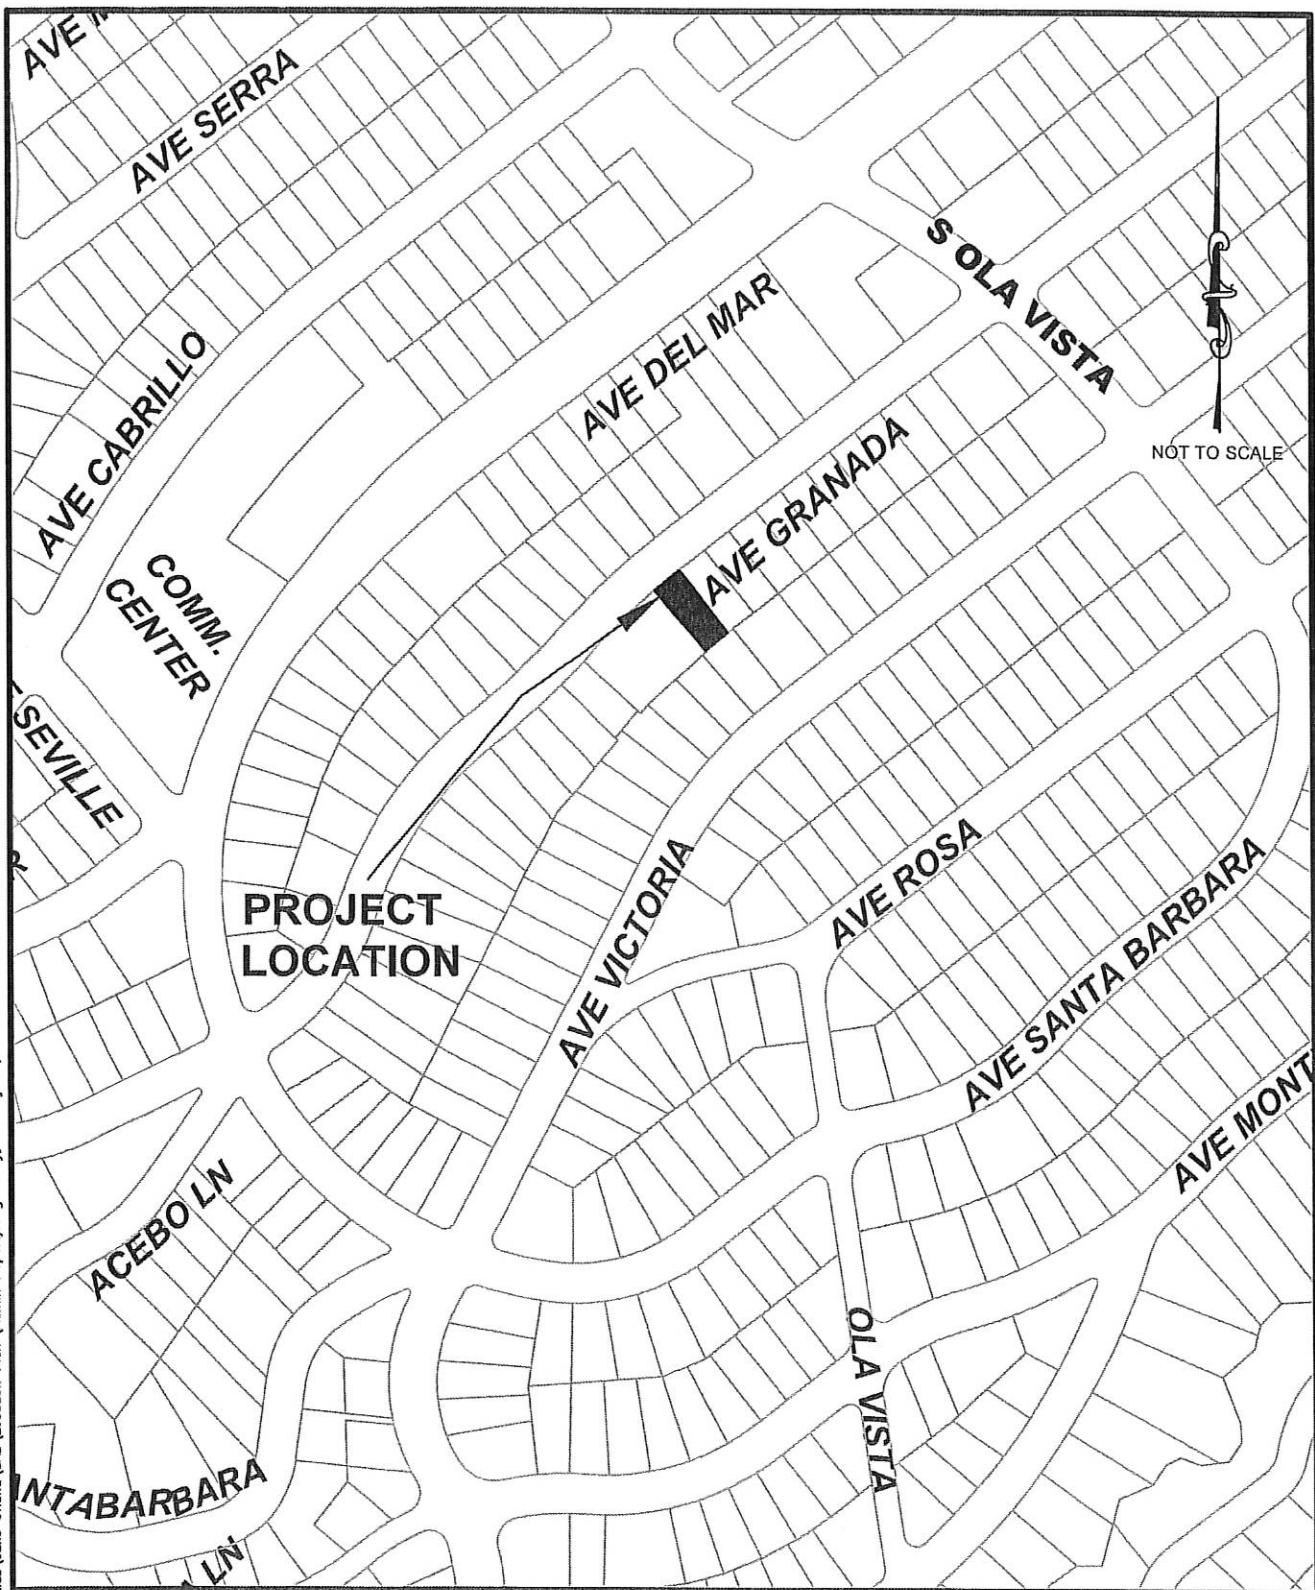 AVE SERRA
S OLA VISTA
AVE DEL MAR
AVE CABRILLO
AVE GRANADA
NOT TO SCALE
COMM.
CENTER
SEVILLE
PROJECT
LOCATION
AVE VICTORIA
AVE ROSA
AVE SANTA BARBARA
AVE MONT
ACEBO LN
OLA VISTA
NTABARBARA
LN
AVE